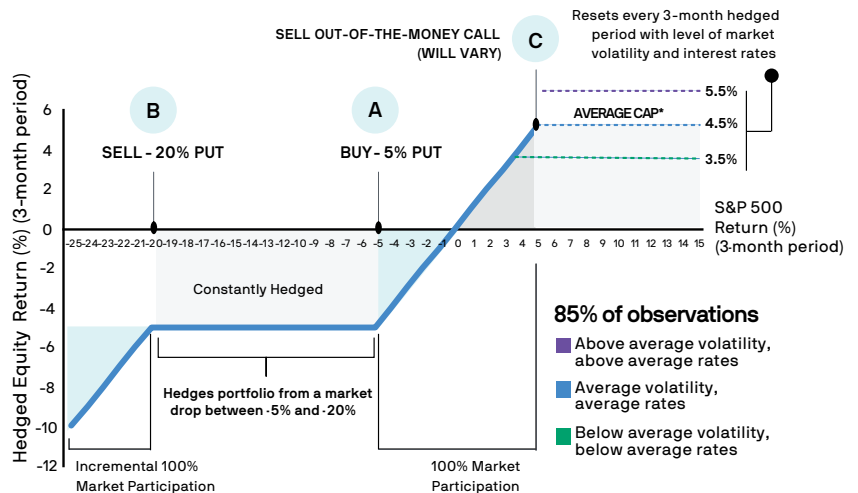 SELL OUT-OF-THE-MONEY CALL
(WILL VARY)
C
Resets every 3-month hedged
period with level of market
volatility and interest rates
B
SELL - 20% PUT
A
BUY - 5% PUT
AVERAGE CAP*
5.5%
4.5%
3.5%
Hedged Equity Return (%) (3-month period)
6
4
2
0
-2
-4
-6
-8
-10
-12
-25 -24 -23 -22 -21 -20 -19 -18 -17 -16 -15 -14 -13 -12 -11 -10 -9 -8 -7 -6 -5 -4 -3 -2 -1 0 1 2 3 4 5 6 7 8 9 10 11 12 13 14 15
S&P 500
Return (%)
(3-month period)
Constantly Hedged
Hedges portfolio from a market
drop between -5% and -20%
Incremental 100%
Market Participation
100% Market
Participation
85% of observations
Above average volatility,
above average rates
Average volatility,
average rates
Below average volatility,
below average rates